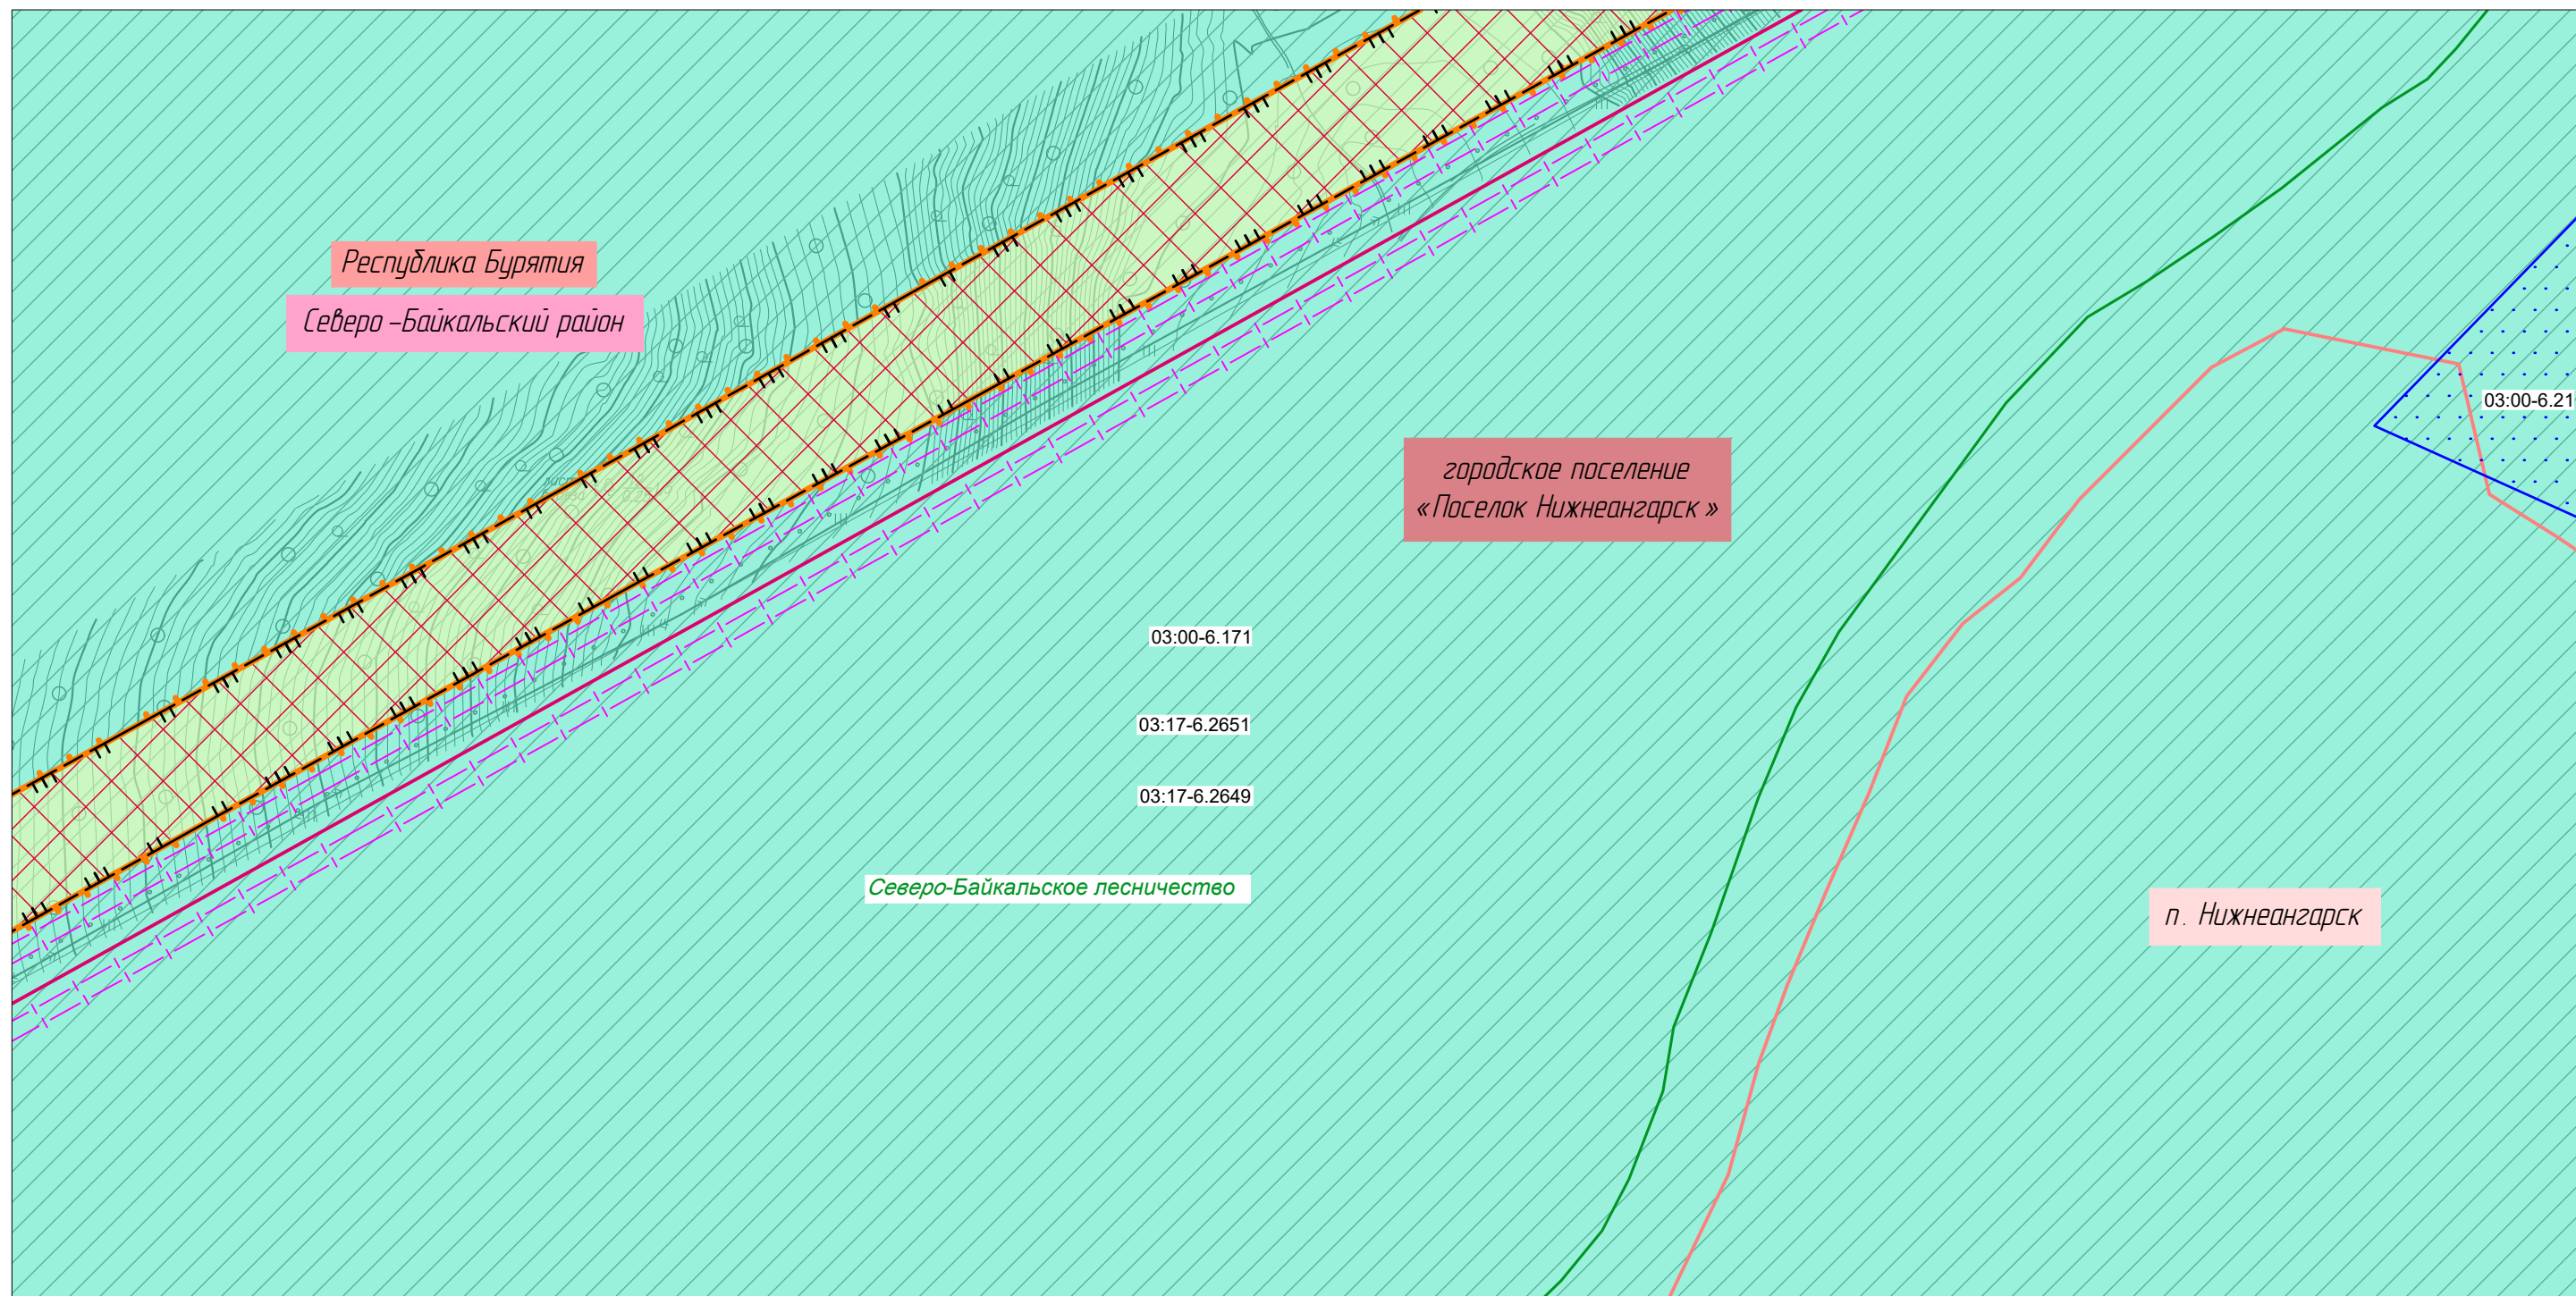 Республика Бурятия
Северо-Байкальский район
03:00-6.21
городское поселение
«Поселок Нижнеангарск»
03:00-6.171
03:17-6.2651
03:17-6.2649
Северо-Байкальское лесничество
п. Нижнеангарск